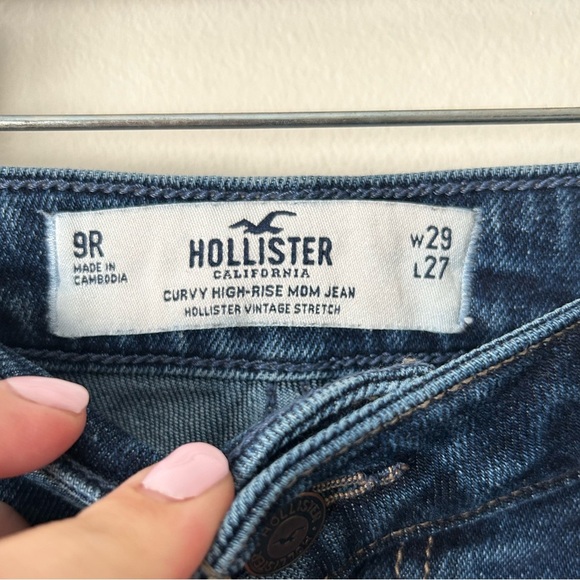 9R
MADE IN
CAMBODIA
HOLLISTER
CALIFORNIA
CURVY HIGH-RISE MOM JEAN
HOLLISTER VINTAGE STRETCH
W29
L27